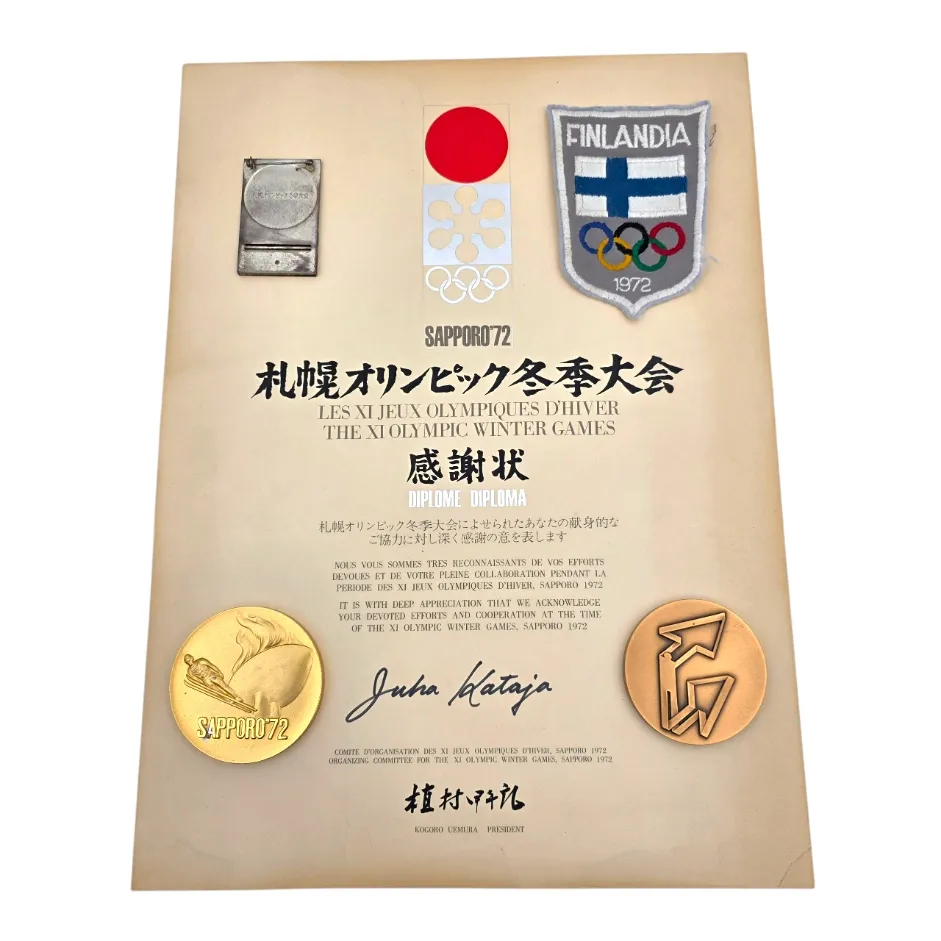 FINLANDIA
1972
SAPPORO'72
札幌オリンピック冬季大会
LES XI JEUX OLYMPIQUES D'HIVER
THE XI OLYMPIC WINTER GAMES
感謝状
DIPLOME DIPLOMA
札幌オリンピック冬季大会によせられたあなたの献身的な
ご協力に対し深く感謝の意を表します
NOUS VOUS SOMMES TRES RECONNAISSANTS DE VOS EFFORTS
DEVOUES ET DE VOTRE PLEINE COLLABORATION PENDANT LA
PERIODE DES XI JEUX OLYMPIQUES D'HIVER, SAPPORO 1972
IT IS WITH DEEP APPRECIATION THAT WE ACKNOWLEDGE
YOUR DEVOTED EFFORTS AND COOPERATION AT THE TIME
OF THE XI OLYMPIC WINTER GAMES, SAPPORO 1972
SAPPORO'72
Juha Kataja
COMITE D'ORGANISATION DES XI JEUX OLYMPIQUES D'HIVER, SAPPORO 1972
ORGANIZING COMMITTEE FOR THE XI OLYMPIC WINTER GAMES, SAPPORO 1972
植村甲午郎
KOGORO UEMURA PRESIDENT